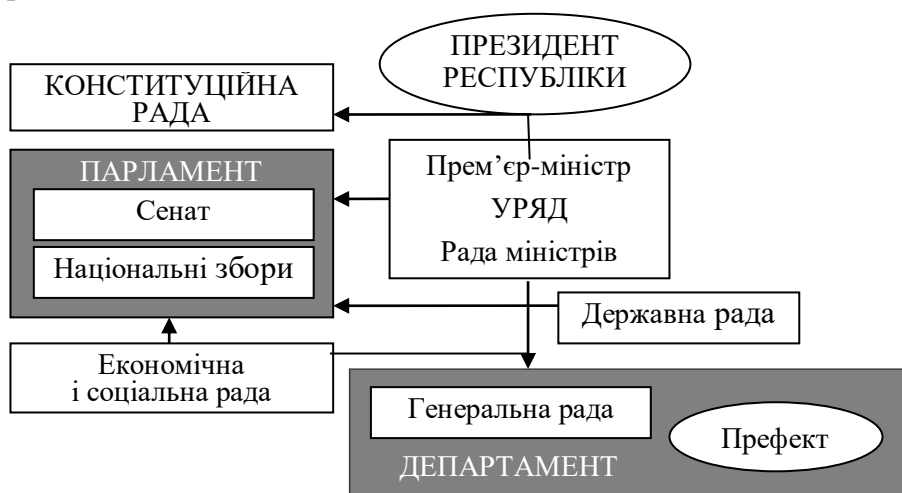 ПРЕЗИДЕНТ
РЕСПУБЛІКИ
КОНСТИТУЦІЙНА
РАДА
ПАРЛАМЕНТ
Сенат
Національні збори
Прем’єр-міністр
УРЯД
Рада міністрів
Державна рада
Економічна
і соціальна рада
Генеральна рада
Префект
ДЕПАРТАМЕНТ